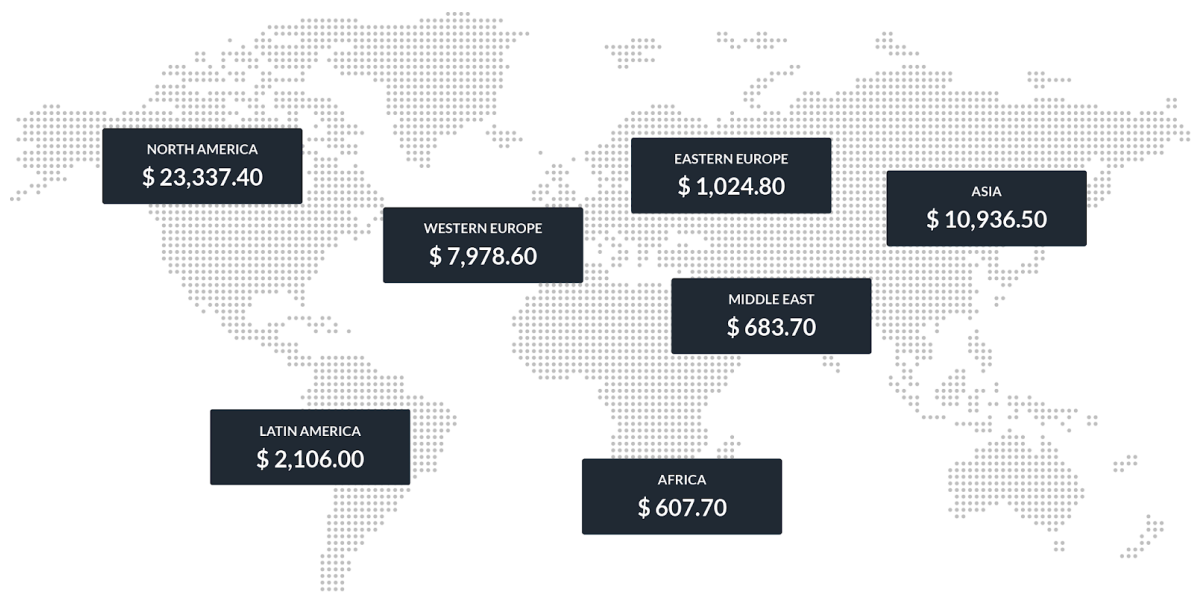 NORTH AMERICA
$ 23,337.40
EASTERN EUROPE
$ 1,024.80
ASIA
$ 10,936.50
WESTERN EUROPE
$ 7,978.60
MIDDLE EAST
$ 683.70
LATIN AMERICA
$ 2,106.00
AFRICA
$ 607.70